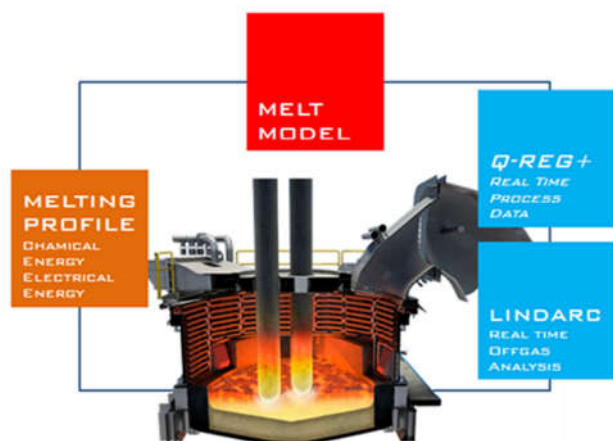 MELT
MODEL
Q-REG+
REAL TIME
PROCESS
DATA
MELTING
PROFILE
CHAMICAL
ENERGY
ELECTRICAL
ENERGY
LINDARC
REAL TIME
OFFGAS
ANALYSIS